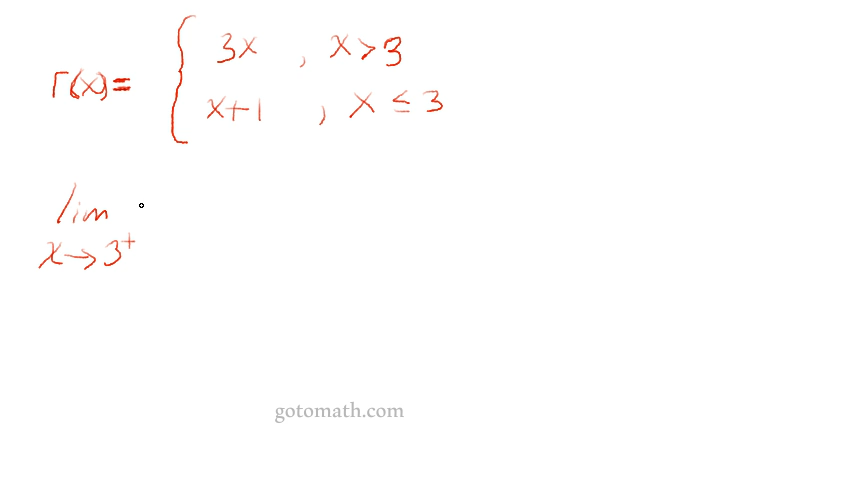 r(x) = { 3x , x > 3
x+1 , x ≤ 3
lim
x → 3⁺
gotomath.com